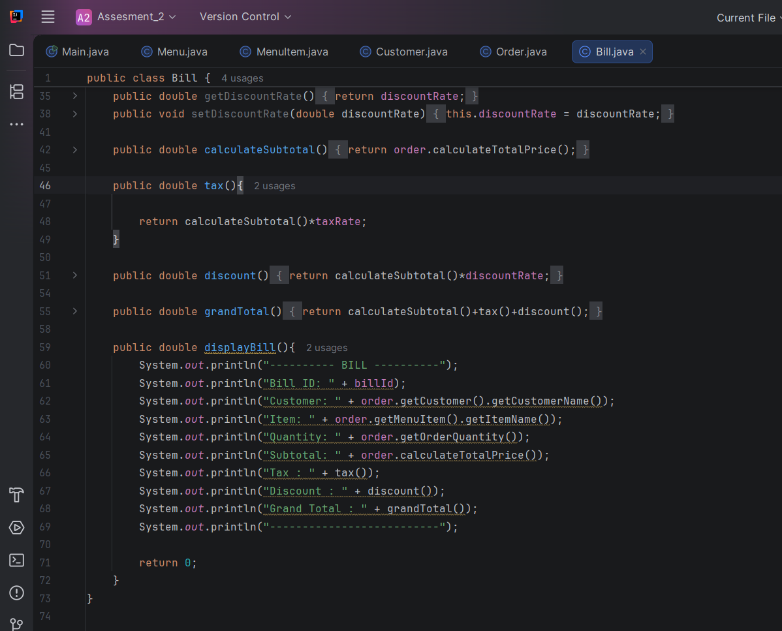 A2 Assesment_2 Version Control Current File
Main.java Menu.java MenuItem.java Customer.java Order.java Bill.java
1 public class Bill { 4 usages
35 public double getDiscountRate() { return discountRate; }
38 public void setDiscountRate(double discountRate) { this.discountRate = discountRate; }
41
42 public double calculateSubtotal() { return order.calculateTotalPrice(); }
45
46 public double tax(){ 2 usages
47
48 return calculateSubtotal()*taxRate;
49 }
50
51 public double discount() { return calculateSubtotal()*discountRate; }
54
55 public double grandTotal() { return calculateSubtotal()+tax()+discount(); }
58
59 public double displayBill(){ 2 usages
60 System.out.println("---------- BILL ----------");
61 System.out.println("Bill ID: " + billId);
62 System.out.println("Customer: " + order.getCustomer().getCustomerName());
63 System.out.println("Item: " + order.getMenuItem().getItemName());
64 System.out.println("Quantity: " + order.getOrderQuantity());
65 System.out.println("Subtotal: " + order.calculateTotalPrice());
66 System.out.println("Tax : " + tax());
67 System.out.println("Discount : " + discount());
68 System.out.println("Grand Total : " + grandTotal());
69 System.out.println("--------------------------");
70
71 return 0;
72 }
73 }
74